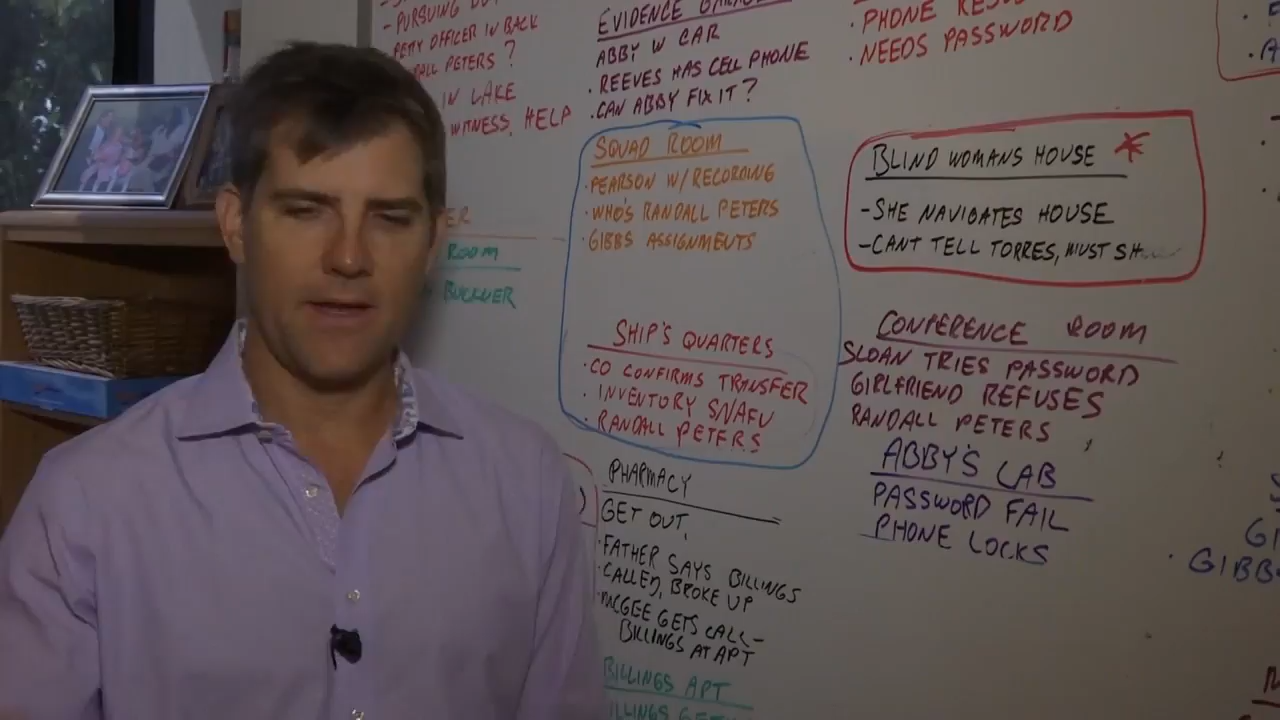 - PURSUING
PETTY OFFICER IN BACK
PETERS ?
IN LAKE
WITNESS, HELP
ROOM
EVIDENCE
ABBY W CAR
· REEVES HAS CELL PHONE
· CAN ABBY FIX IT?
SQUAD ROOM
· PEARSON W/ RECORDING
· WHO'S RANDALL PETERS
· GIBBS ASSIGNMENTS
SHIP'S QUARTERS
· CO CONFIRMS TRANSFER
· INVENTORY SNAFU
· RANDALL PETERS
PHARMACY
GET OUT.
· FATHER SAYS BILLINGS
· CALLED, BROKE UP
· MCGEE GETS CALL -
BILLINGS AT APT
BILLINGS APT
· PHONE
· NEEDS PASSWORD
BLIND WOMANS HOUSE
- SHE NAVIGATES HOUSE
- CANT TELL TORRES, MUST
CONFERENCE ROOM
SLOAN TRIES PASSWORD
GIRLFRIEND REFUSES
RANDALL PETERS
ABBY'S LAB
PASSWORD FAIL
PHONE LOCKS